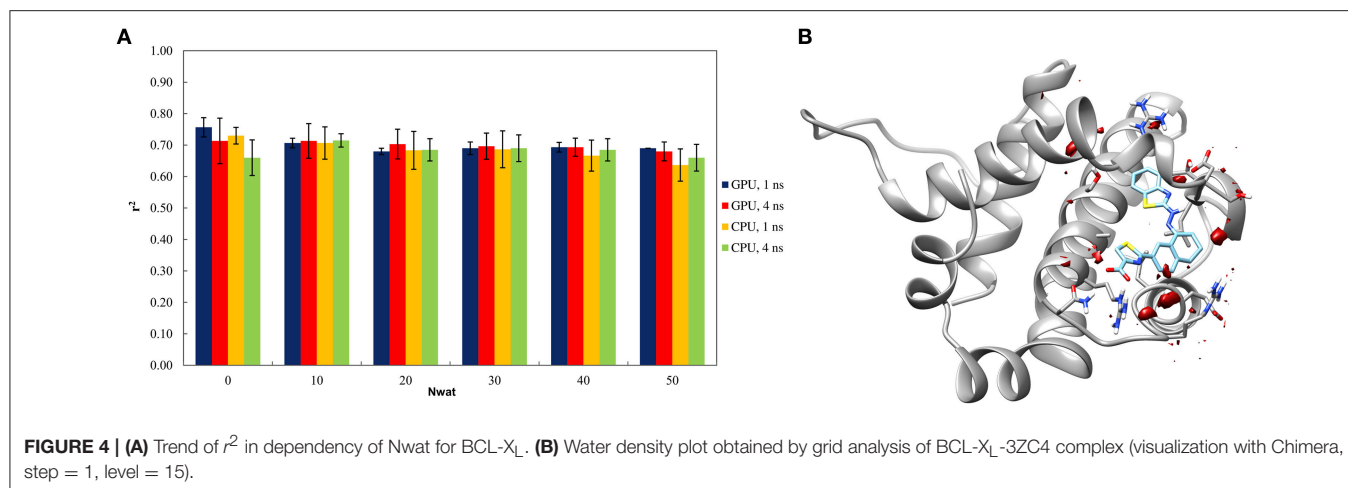 A
B
1.00
0.90
0.80
0.70
0.60
0.50
0.40
0.30
0.20
0.10
0.00
r²
0 10 20 30 40 50
Nwat
GPU, 1 ns
GPU, 4 ns
CPU, 1 ns
CPU, 4 ns
FIGURE 4 | (A) Trend of r² in dependency of Nwat for BCL-X_L. (B) Water density plot obtained by grid analysis of BCL-X_L-3ZC4 complex (visualization with Chimera,
step = 1, level = 15).